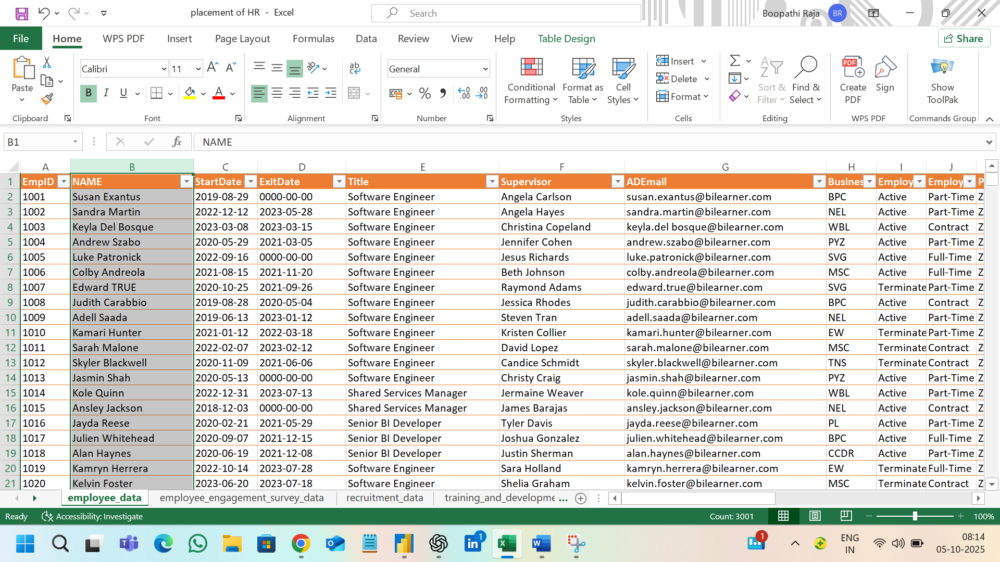 placement of HR - Excel
Search
Boopathi Raja
BR
File
Home
WPS PDF
Insert
Page Layout
Formulas
Data
Review
View
Help
Table Design
Share
Paste
Clipboard
Calibri
11
B I U
Font
ab
Alignment
General
Number
Conditional Formatting
Format as Table
Cell Styles
Styles
Insert
Delete
Format
Cells
Sort & Filter
Find & Select
Editing
Create PDF
Sign
WPS PDF
Show ToolPak
Commands Group
B1
fx
NAME
A B C D E F G H I J
1 EmpID NAME StartDate ExitDate Title Supervisor ADEmail Busines Employ Employ P
2 1001 Susan Exantus 2019-08-29 0000-00-00 Software Engineer Angela Carlson susan.exantus@bilearner.com BPC Active Part-Time Z
3 1002 Sandra Martin 2022-12-12 2023-05-28 Software Engineer Angela Hayes sandra.martin@bilearner.com NEL Active Part-Time Z
4 1003 Keyla Del Bosque 2023-03-08 2023-03-15 Software Engineer Christina Copeland keyla.del bosque@bilearner.com WBL Active Contract Z
5 1004 Andrew Szabo 2020-05-29 2021-03-05 Software Engineer Jennifer Cohen andrew.szabo@bilearner.com PYZ Active Part-Time Z
6 1005 Luke Patronick 2022-09-16 0000-00-00 Software Engineer Jesus Richards luke.patronick@bilearner.com SVG Active Full-Time Z
7 1006 Colby Andreola 2021-08-15 2021-11-20 Software Engineer Beth Johnson colby.andreola@bilearner.com MSC Active Full-Time Z
8 1007 Edward TRUE 2020-10-25 2021-09-26 Software Engineer Raymond Adams edward.true@bilearner.com SVG Terminate Part-Time Z
9 1008 Judith Carabbio 2019-08-28 2020-05-04 Software Engineer Jessica Rhodes judith.carabbio@bilearner.com BPC Active Contract Z
10 1009 Adell Saada 2019-06-13 2023-01-12 Software Engineer Steven Tran adell.saada@bilearner.com NEL Active Part-Time Z
11 1010 Kamari Hunter 2021-01-12 2022-03-18 Software Engineer Kristen Collier kamari.hunter@bilearner.com EW Terminate Part-Time Z
12 1011 Sarah Malone 2022-02-07 2023-02-12 Software Engineer David Lopez sarah.malone@bilearner.com MSC Terminate Contract Z
13 1012 Skyler Blackwell 2020-11-09 2021-06-06 Software Engineer Candice Schmidt skyler.blackwell@bilearner.com TNS Terminate Contract Z
14 1013 Jasmin Shah 2020-05-13 0000-00-00 Software Engineer Christy Craig jasmin.shah@bilearner.com PYZ Active Part-Time Z
15 1014 Kole Quinn 2022-12-31 2023-07-13 Shared Services Manager Jermaine Weaver kole.quinn@bilearner.com WBL Active Part-Time Z
16 1015 Ansley Jackson 2018-12-03 0000-00-00 Shared Services Manager James Barajas ansley.jackson@bilearner.com NEL Active Contract Z
17 1016 Jayda Reese 2020-02-21 2021-05-29 Senior BI Developer Tyler Davis jayda.reese@bilearner.com PL Active Part-Time Z
18 1017 Julien Whitehead 2020-09-07 2021-12-15 Senior BI Developer Joshua Gonzalez julien.whitehead@bilearner.com BPC Active Full-Time Z
19 1018 Alan Haynes 2020-06-19 2021-12-08 Senior BI Developer Justin Sherman alan.haynes@bilearner.com CCDR Active Part-Time Z
20 1019 Kamryn Herrera 2022-10-14 2023-07-28 Software Engineer Sara Holland kamryn.herrera@bilearner.com EW Terminate Full-Time Z
21 1020 Kelvin Foster 2023-06-20 2023-07-18 Software Engineer Shelia Graham kelvin.foster@bilearner.com MSC Terminate Contract Z
employee_data
employee_engagement_survey_data
recruitment_data
training_and_developme ...
Ready
Accessibility: Investigate
Count: 3001
100%
1
1
ENG
IN
08:14
05-10-2025